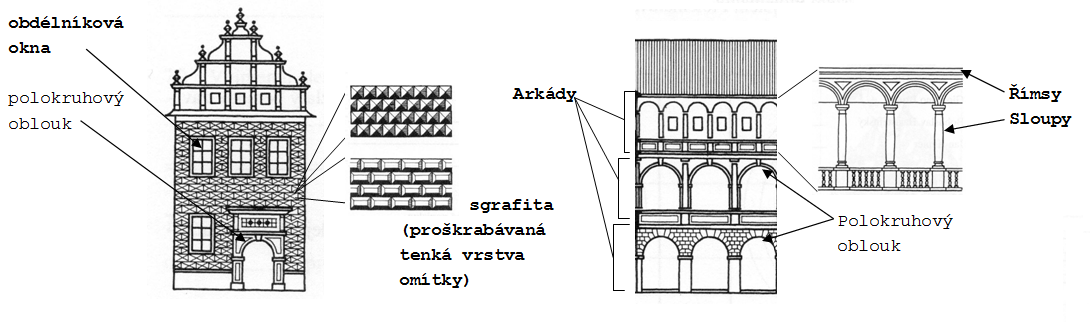 obdélníková
okna
polokruhový
oblouk
sgrafita
(proškrabávaná
tenká vrstva
omítky)
Arkády
Římsy
Sloupy
Polokruhový
oblouk